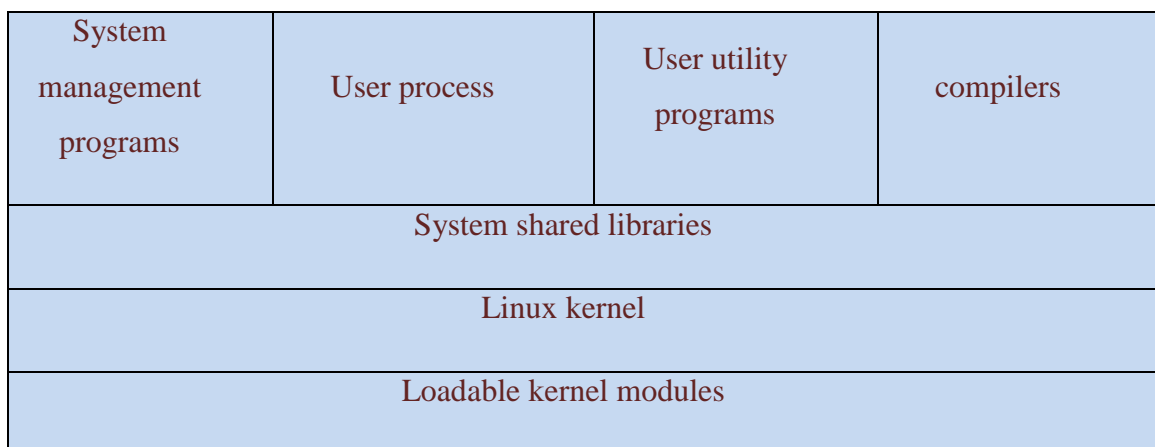 System
management
programs
User process
User utility
programs
compilers
System shared libraries
Linux kernel
Loadable kernel modules